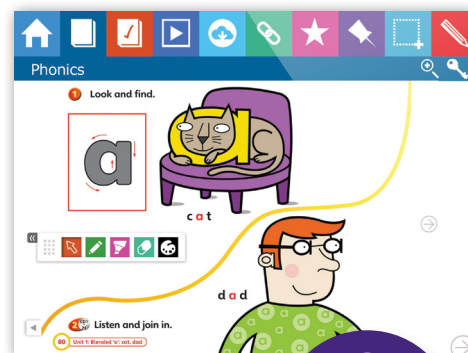 Phonics
1 Look and find.
a
a
c a t
d a d
2 Listen and join in.
80 Unit 1: Blended 'a': cat, dad